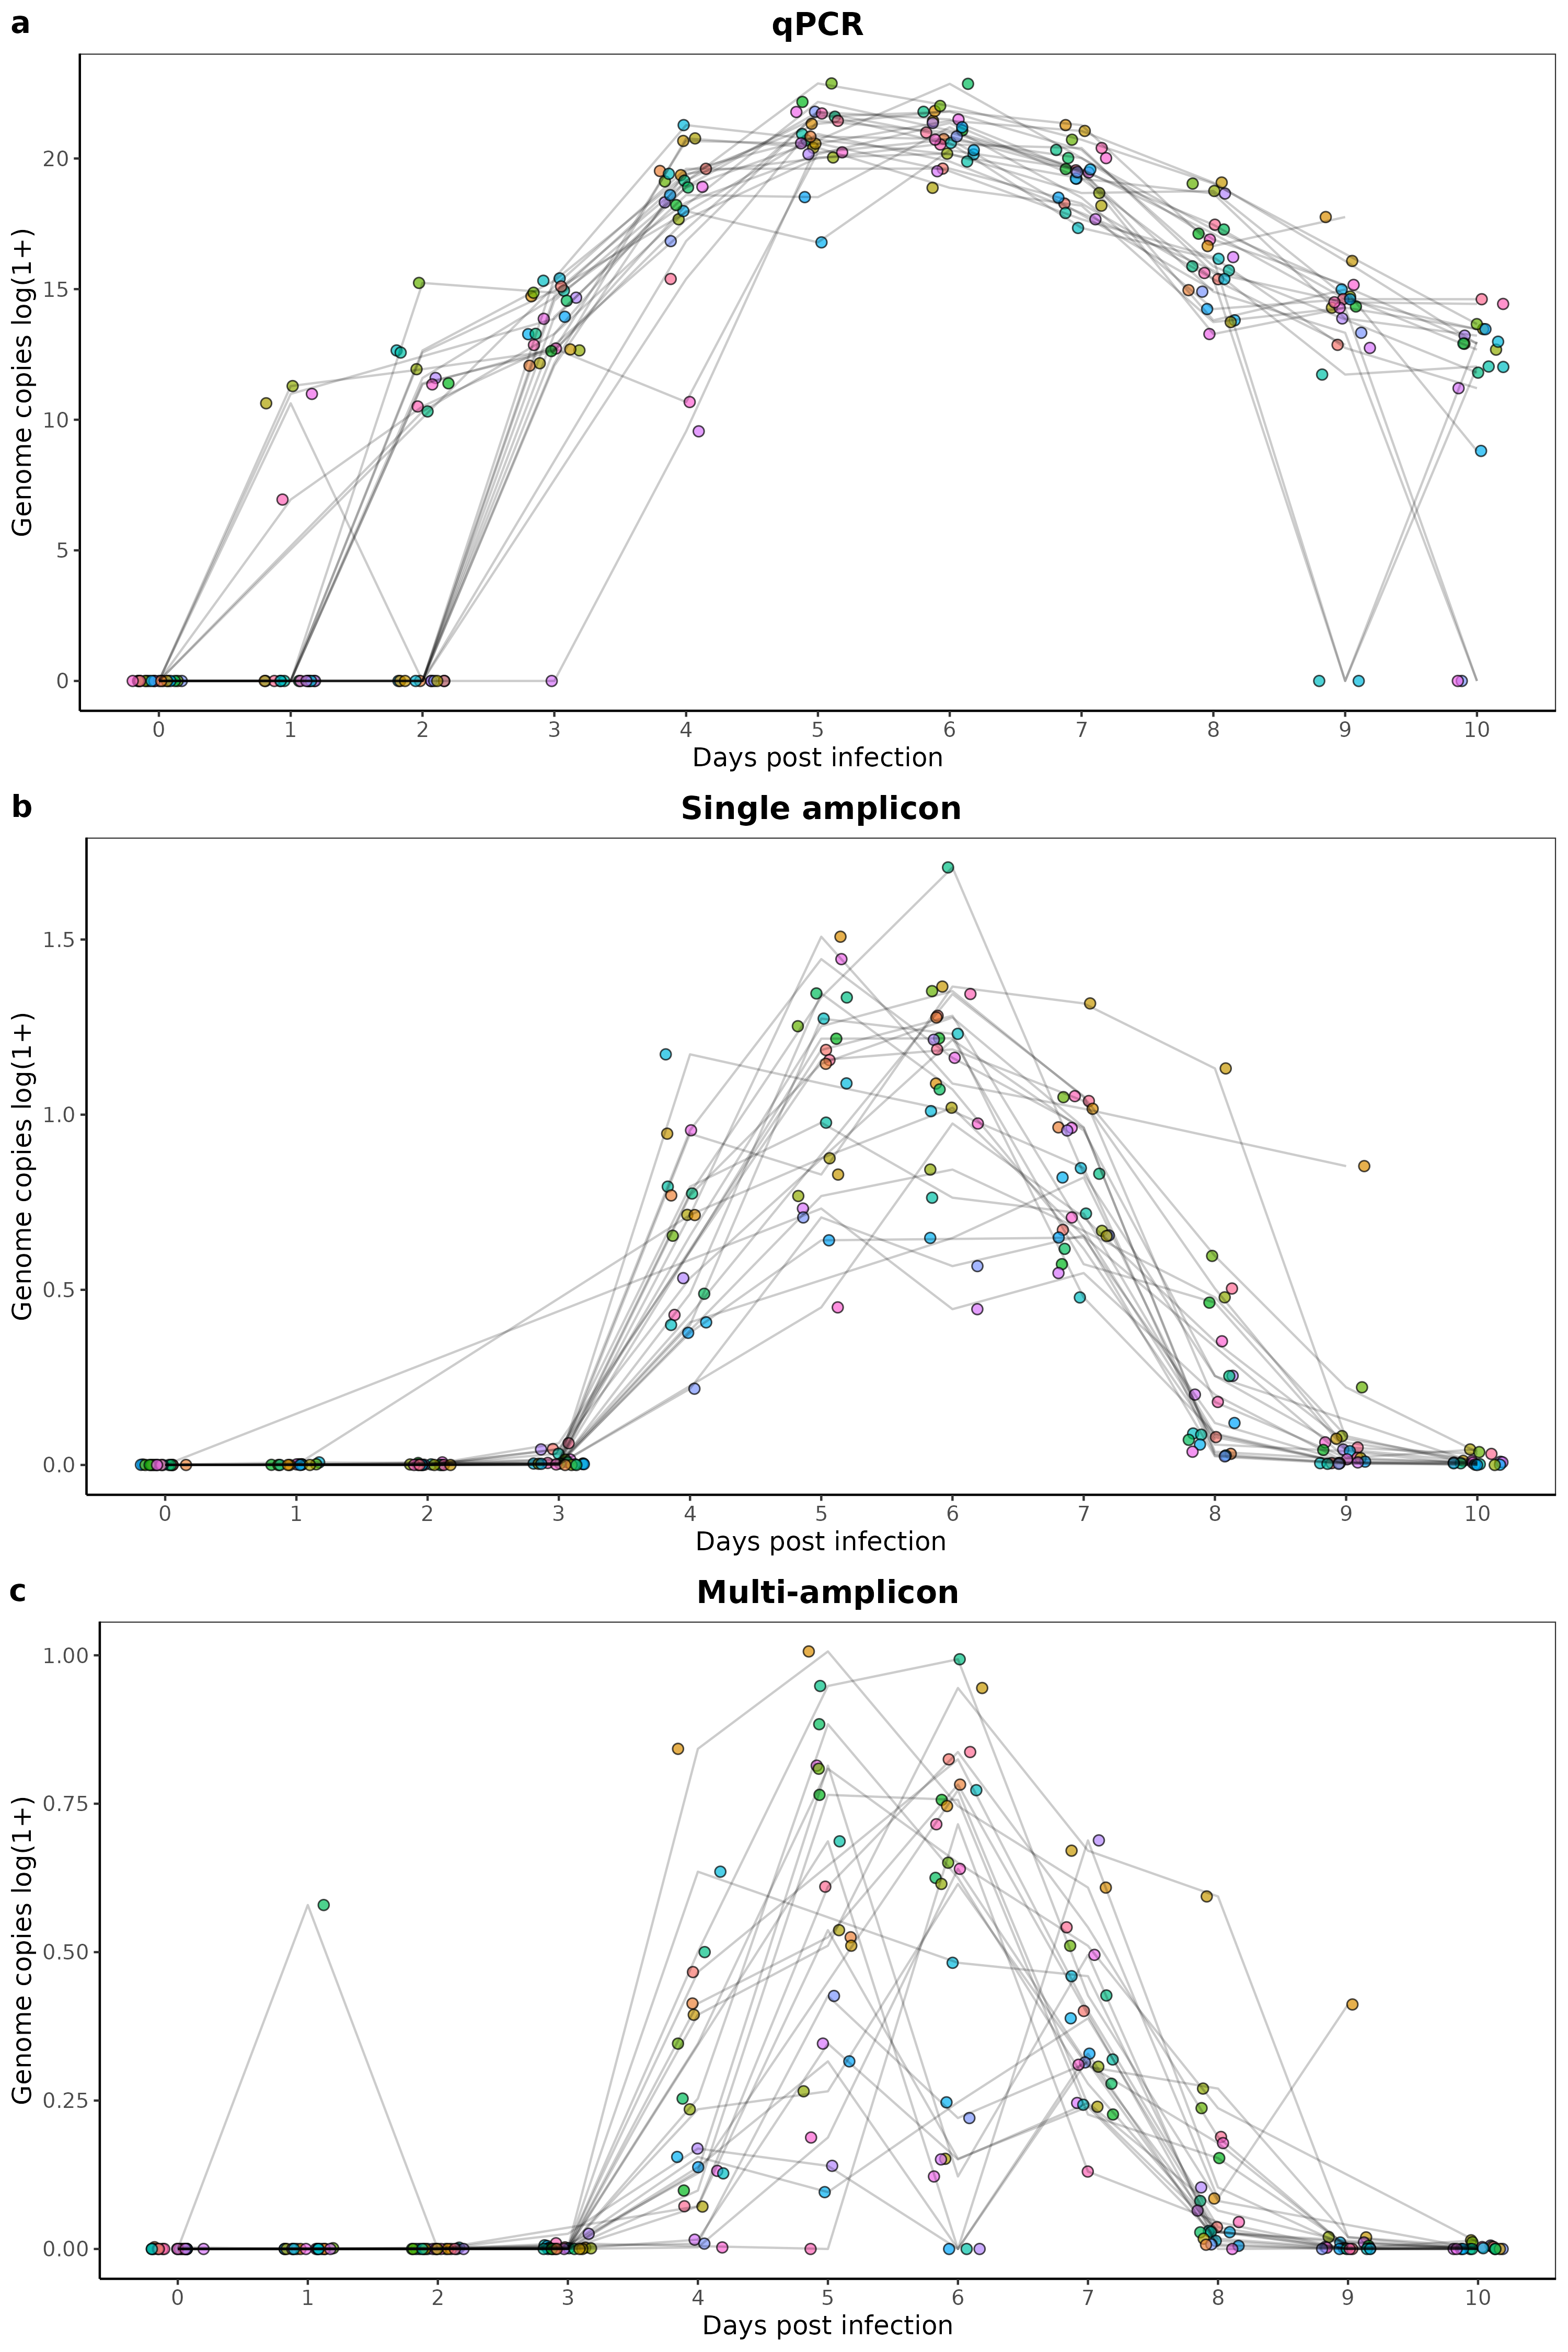 a
qPCR
Genome copies log(1+)
20
15
10
5
0
0 1 2 3 4 5 6 7 8 9 10
Days post infection
b
Single amplicon
Genome copies log(1+)
1.5
1.0
0.5
0.0
0 1 2 3 4 5 6 7 8 9 10
Days post infection
c
Multi-amplicon
Genome copies log(1+)
1.00
0.75
0.50
0.25
0.00
0 1 2 3 4 5 6 7 8 9 10
Days post infection